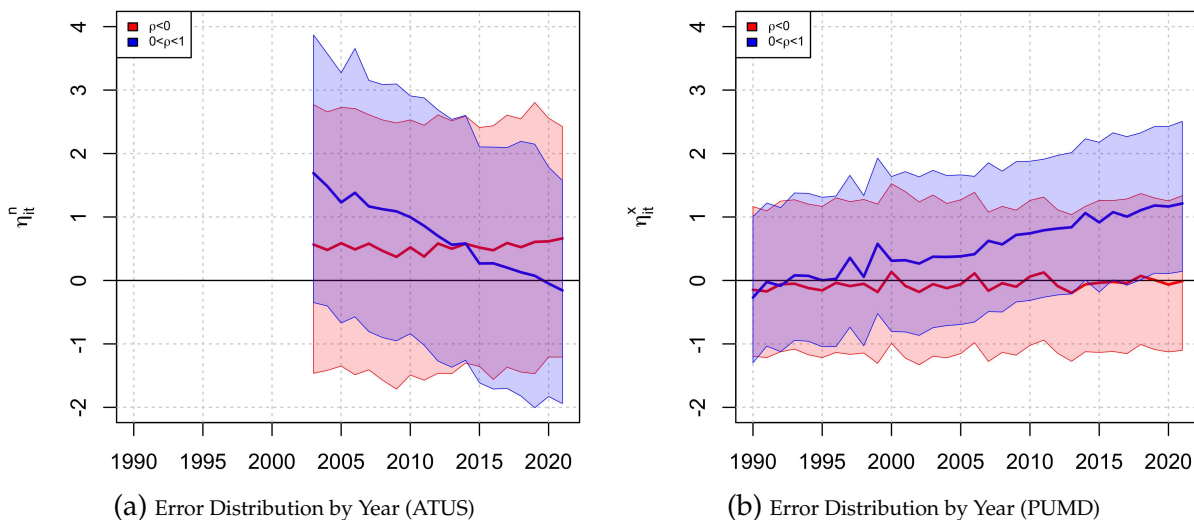 ρ<0
0<ρ<1
4
3
2
1
0
-1
-2
η_it^n
1990 1995 2000 2005 2010 2015 2020
(a) Error Distribution by Year (ATUS)
ρ<0
0<ρ<1
4
3
2
1
0
-1
-2
η_it^x
1990 1995 2000 2005 2010 2015 2020
(b) Error Distribution by Year (PUMD)